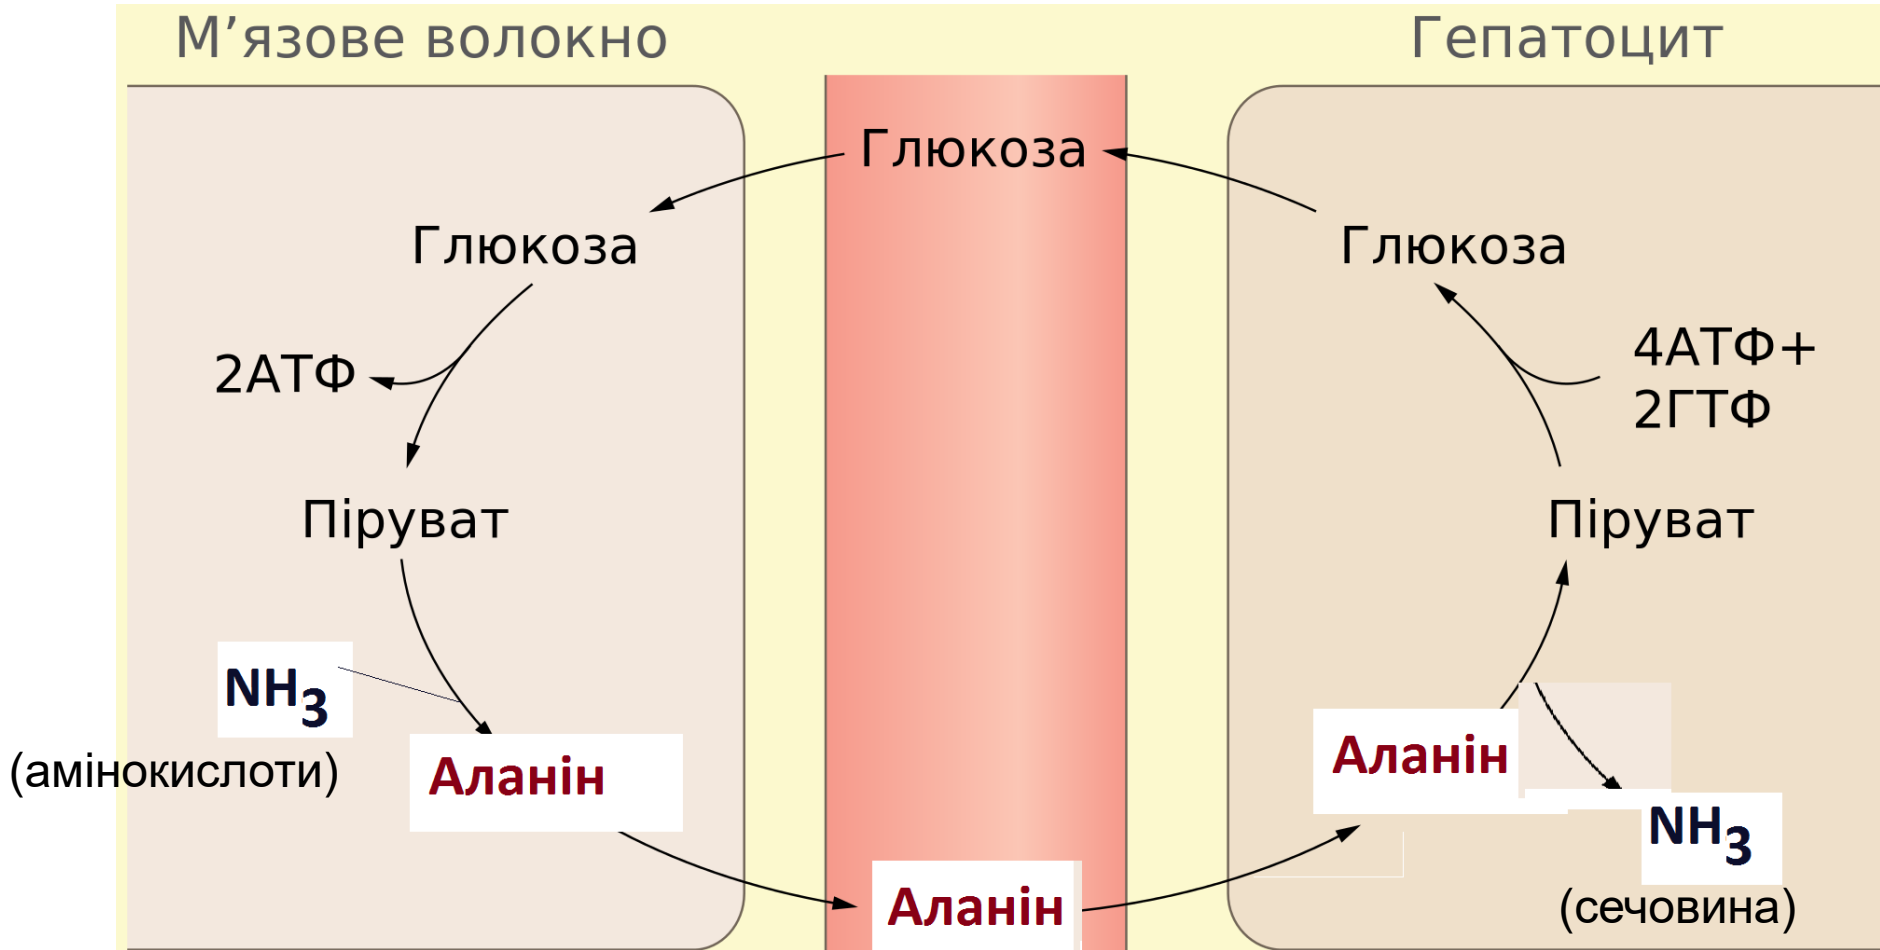 М’язове волокно
Гепатоцит
Глюкоза
Глюкоза
Глюкоза
2АТФ
4АТФ+
2ГТФ
Піруват
Піруват
NH3
(амінокислоти)
Аланін
Аланін
Аланін
NH3
(сечовина)